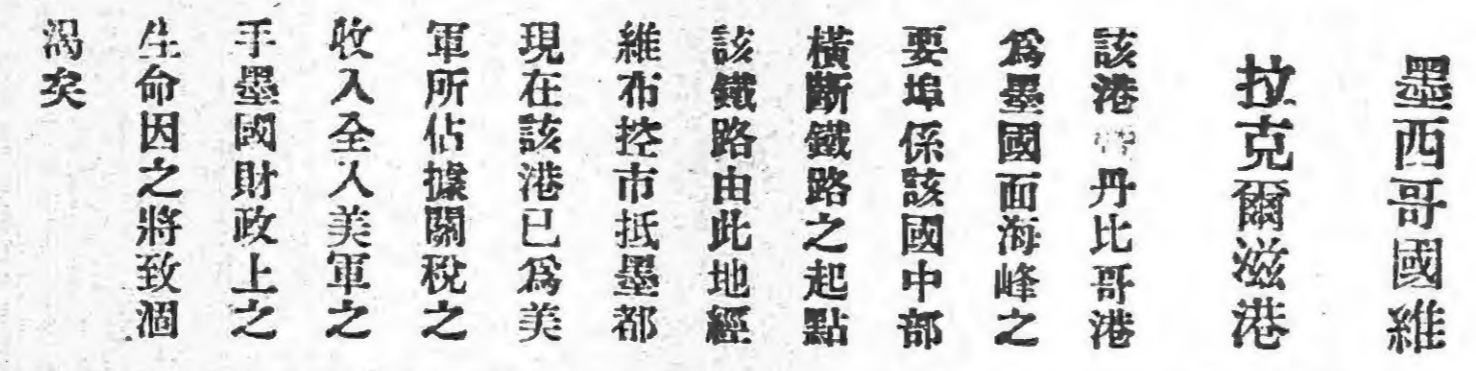 墨西哥國維
拉克爾滋港
該港丹比哥港
爲墨國面海峰之
要埠係該國中部
橫斷鐵路之起點
該鐵路由此地經
維布控市抵墨都
現在該港已爲美
軍所佔據關稅之
收入全入美軍之
手墨國財政上之
生命因之將致涸
渴矣